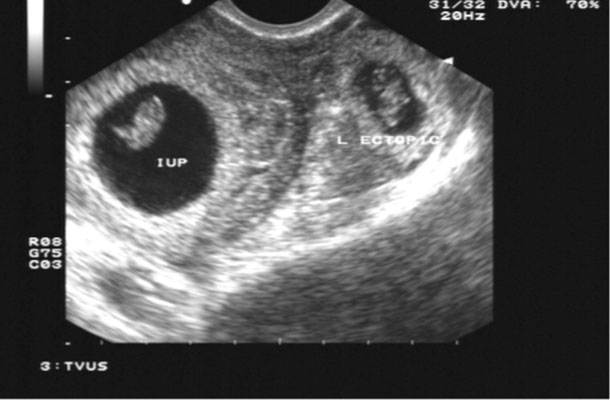 31/32 DVA: 70%
20Hz
L ECTOPIC
IUP
R08
G75
C03
3:TVUS